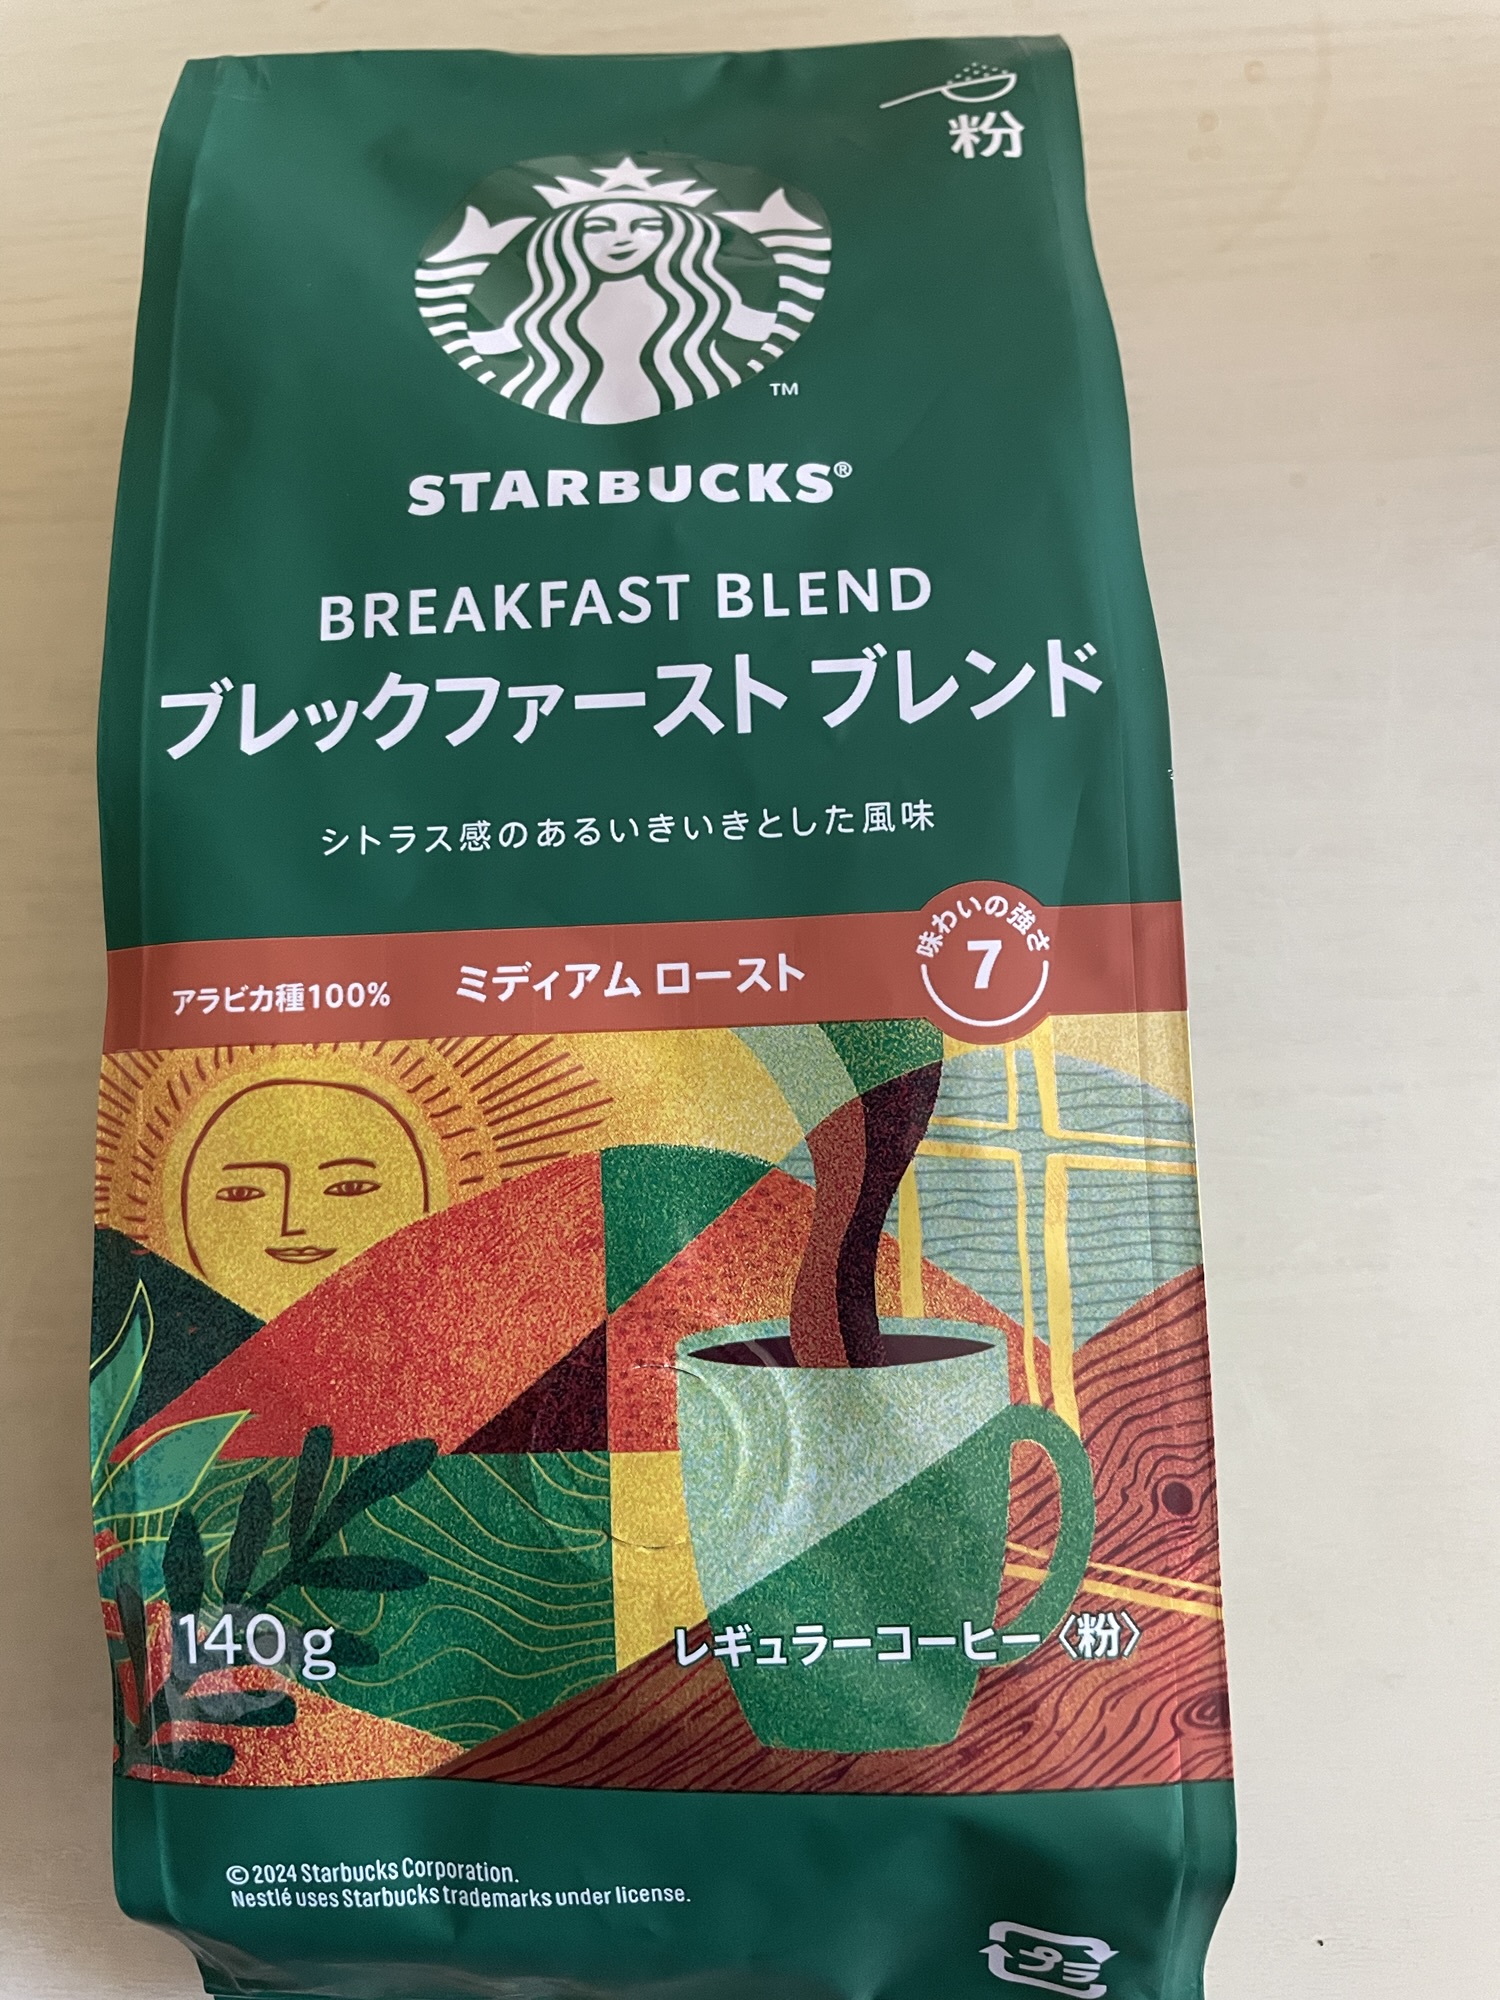 粉
TM
STARBUCKS®
BREAKFAST BLEND
ブレックファースト ブレンド
シトラス感のあるいきいきとした風味
味わいの強さ
7
アラビカ種100% ミディアム ロースト
140g
レギュラーコーヒー〈粉〉
© 2024 Starbucks Corporation.
Nestlé uses Starbucks trademarks under license.
プラ